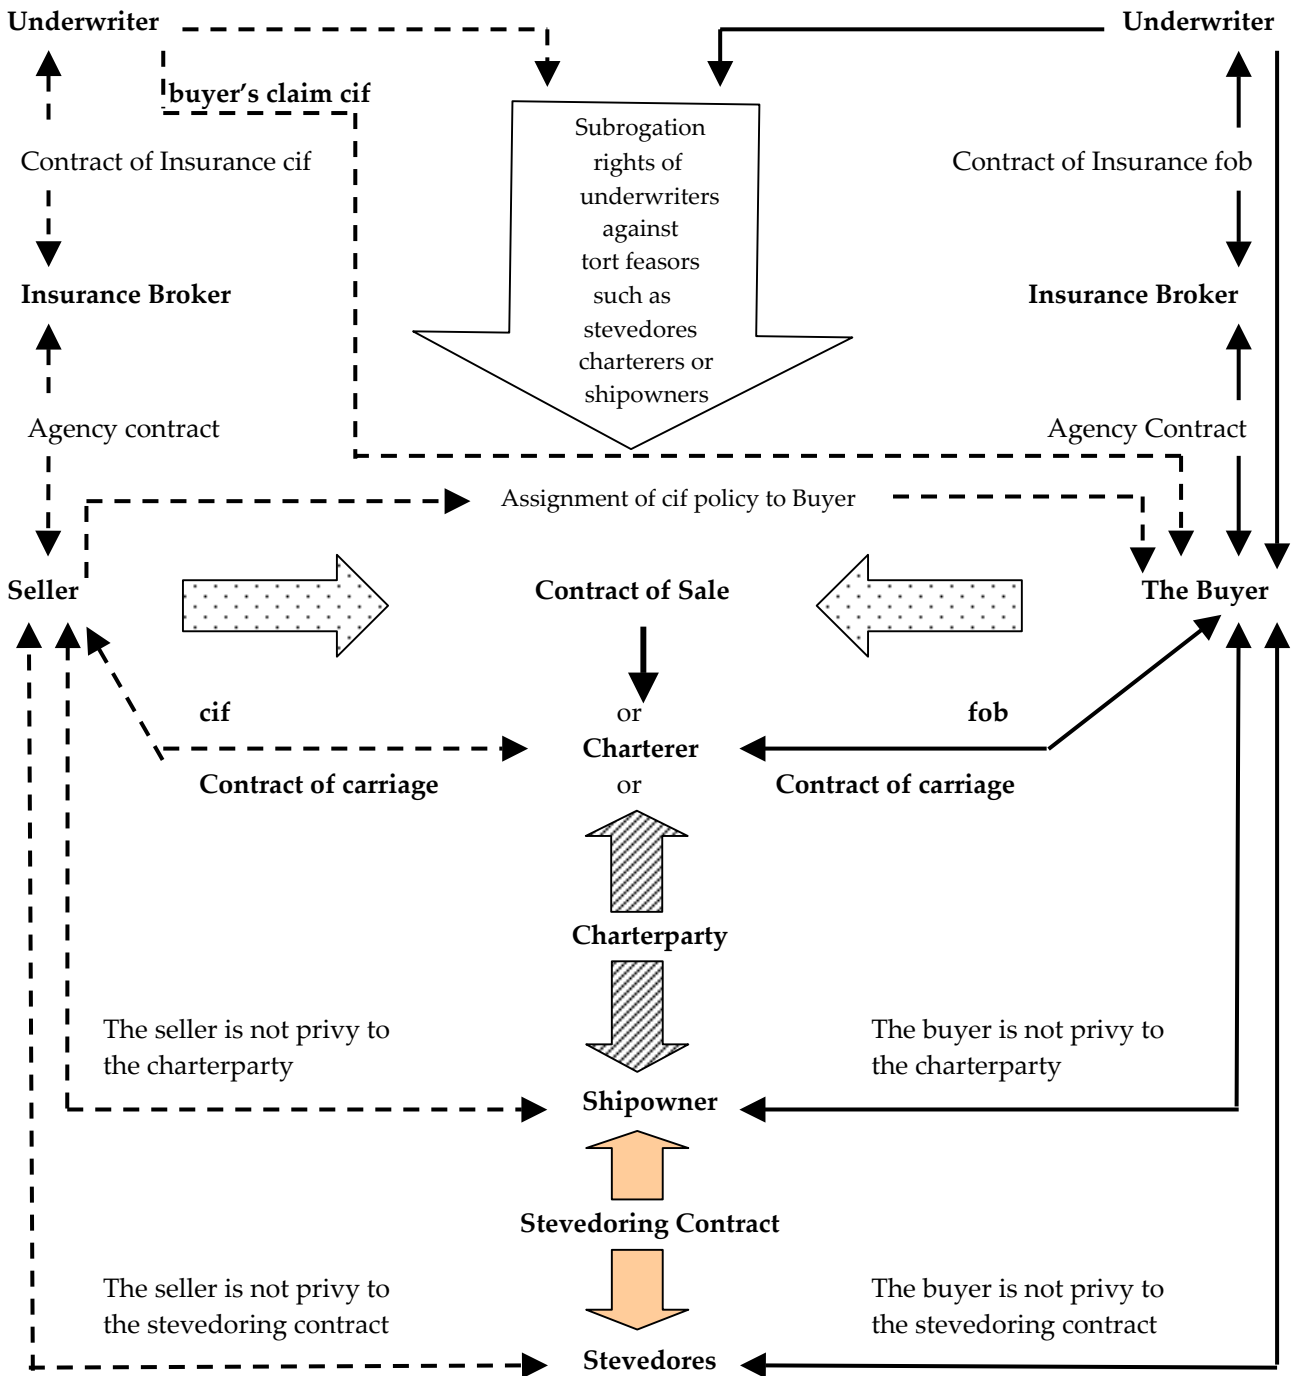 Underwriter
Underwriter
buyer’s claim cif
Subrogation
rights of
underwriters
against
tort feasors
such as
stevedores
charterers or
shipowners
Contract of Insurance cif
Contract of Insurance fob
Insurance Broker
Insurance Broker
Agency contract
Agency Contract
Assignment of cif policy to Buyer
Seller
Contract of Sale
The Buyer
cif
or
fob
Charterer
Contract of carriage
or
Contract of carriage
Charterparty
The seller is not privy to
the charterparty
The buyer is not privy to
the charterparty
Shipowner
Stevedoring Contract
The seller is not privy to
the stevedoring contract
The buyer is not privy to
the stevedoring contract
Stevedores